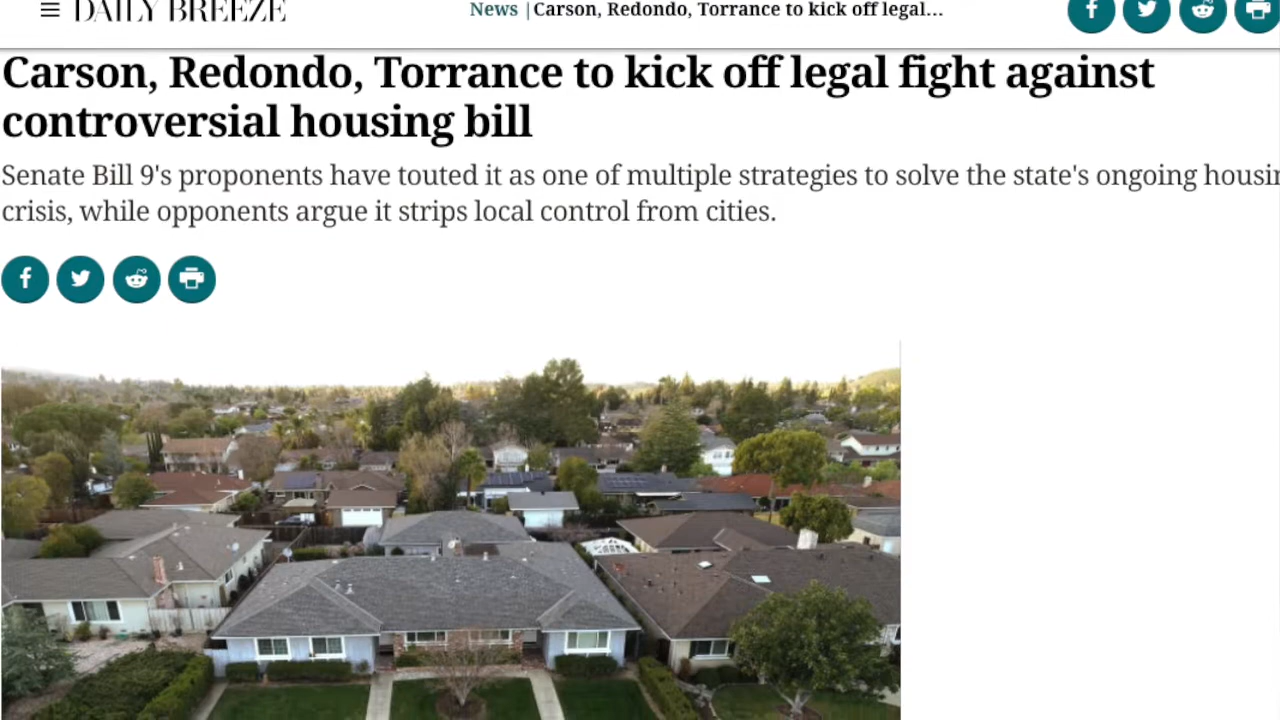 DAILY BREEZE
News | Carson, Redondo, Torrance to kick off legal...
Carson, Redondo, Torrance to kick off legal fight against
controversial housing bill
Senate Bill 9's proponents have touted it as one of multiple strategies to solve the state's ongoing
crisis, while opponents argue it strips local control from cities.